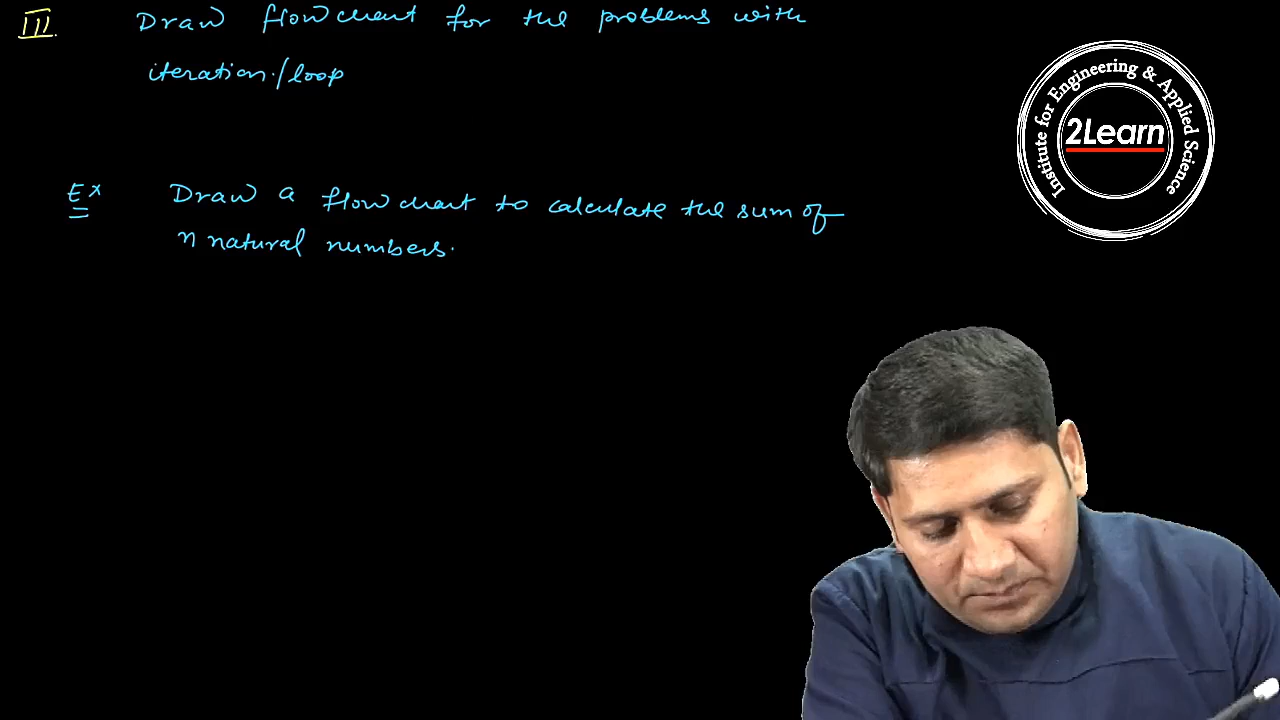 III. Draw flowchart for the problems with
iteration/loop
Ex Draw a flowchart to calculate the sum of
n natural numbers.
Institute for Engineering & Applied Science
2Learn